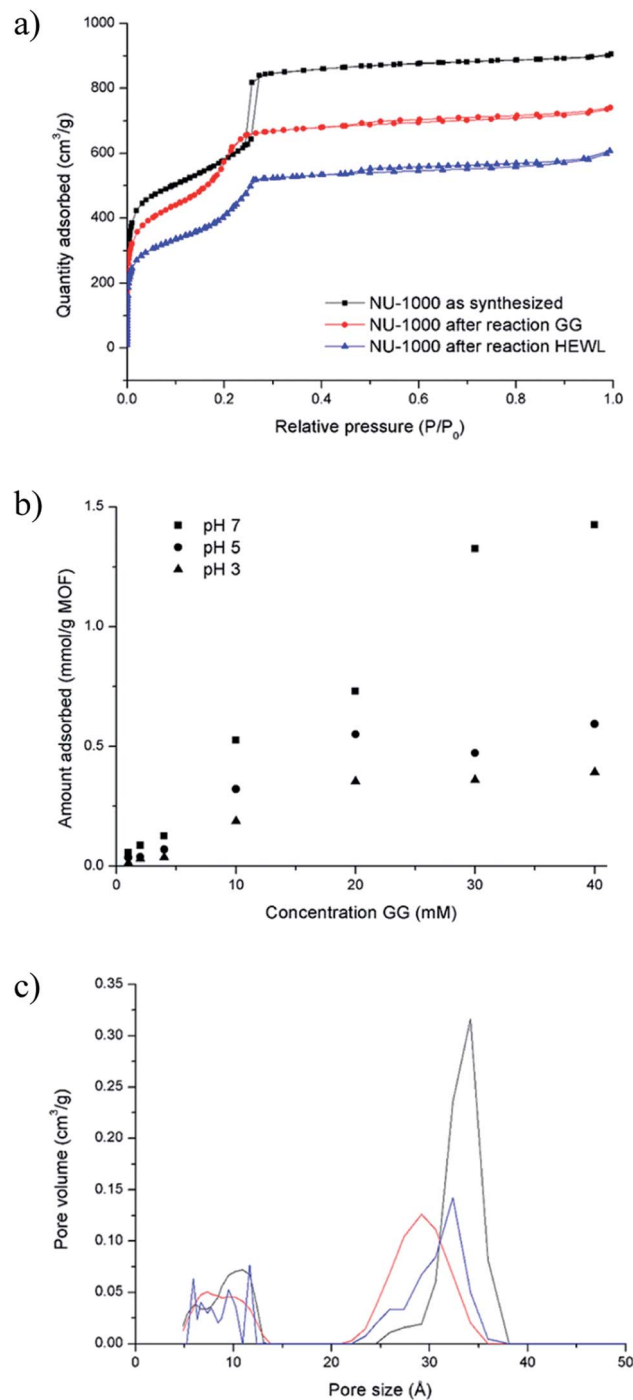 a)
1000
800
600
400
200
0
Quantity adsorbed (cm³/g)
NU-1000 as synthesized
NU-1000 after reaction GG
NU-1000 after reaction HEWL
0.0 0.2 0.4 0.6 0.8 1.0
Relative pressure (P/P₀)
b)
1.5
1.0
0.5
0.0
Amount adsorbed (mmol/g MOF)
pH 7
pH 5
pH 3
0 10 20 30 40
Concentration GG (mM)
c)
0.35
0.30
0.25
0.20
0.15
0.10
0.05
0.00
Pore volume (cm³/g)
0 10 20 30 40 50
Pore size (Å)